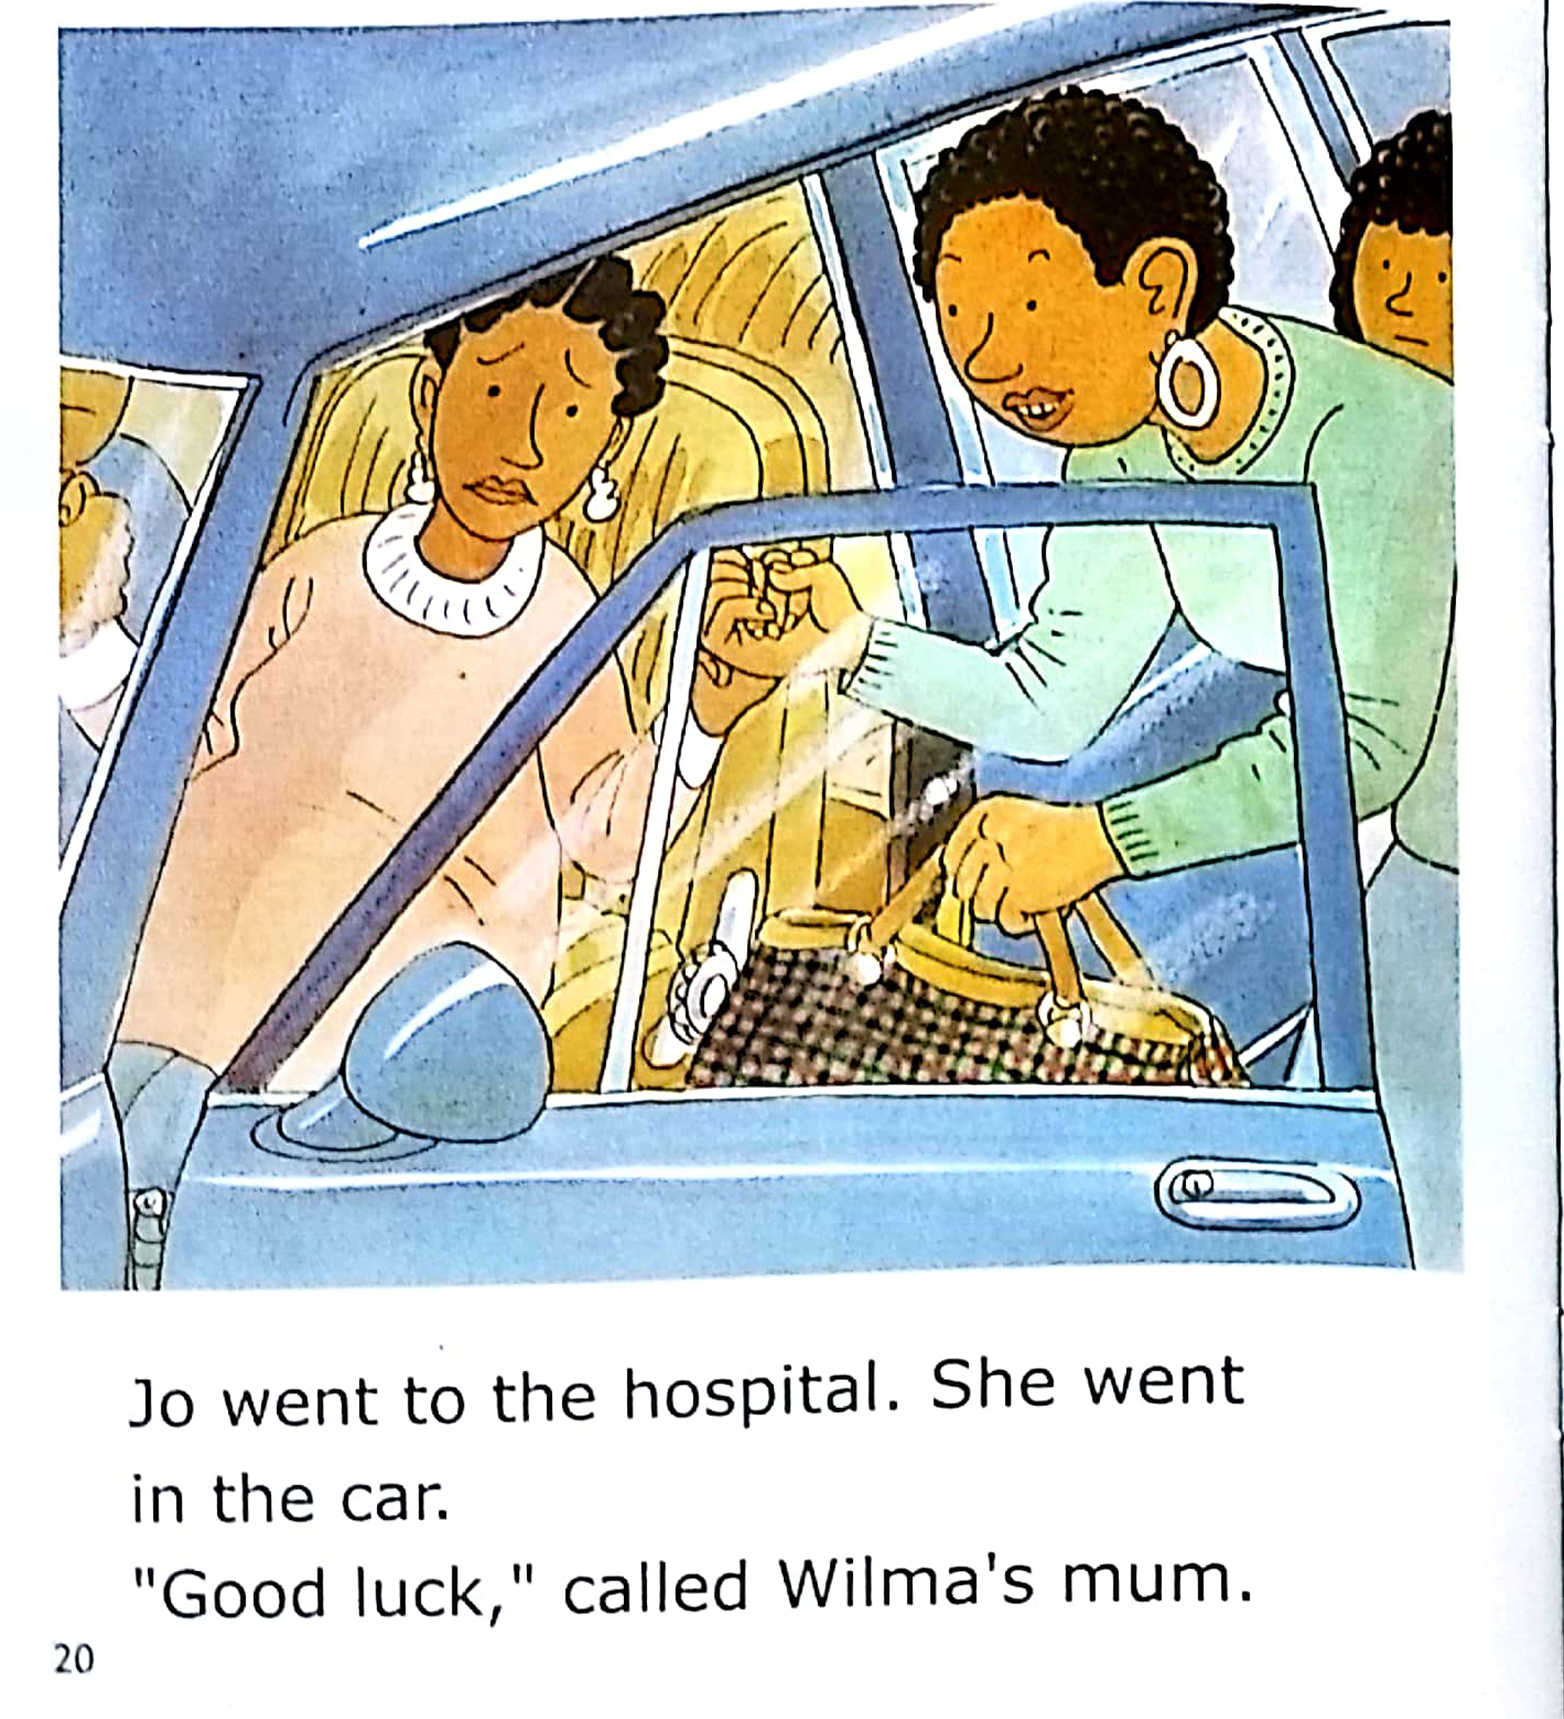 Jo went to the hospital. She went
in the car.
"Good luck," called Wilma's mum.
20